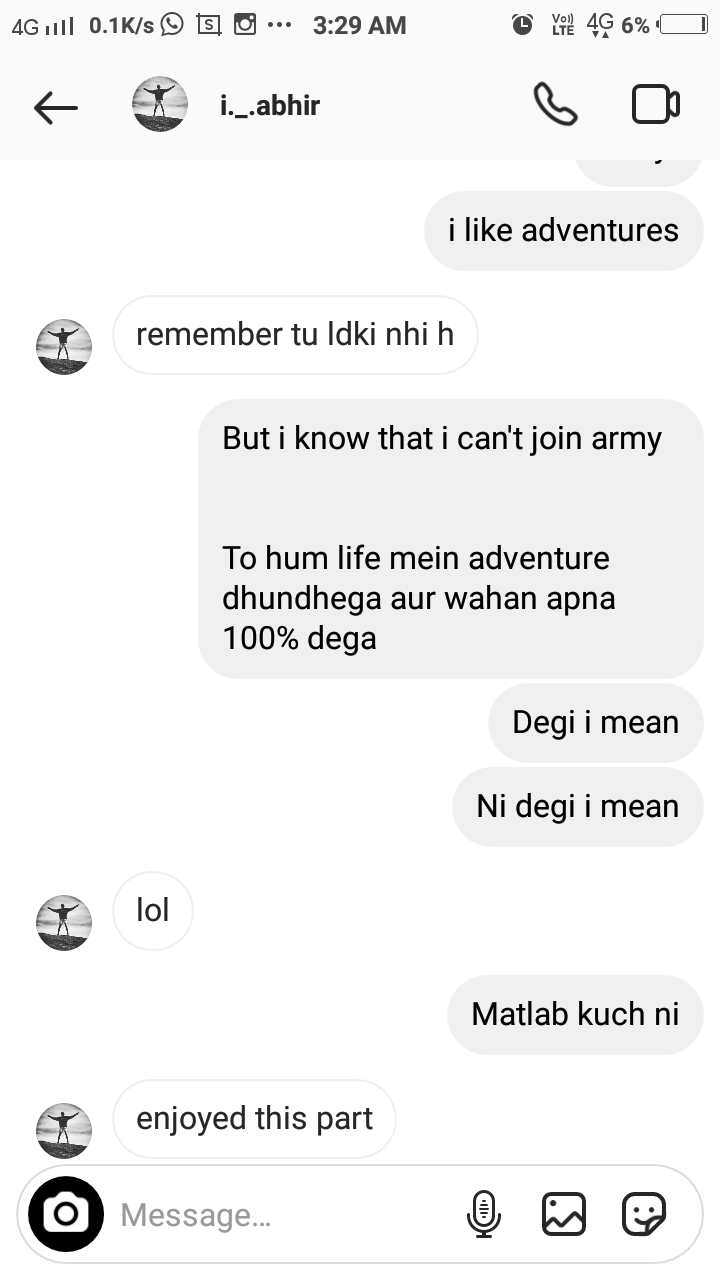 4G 0.1K/s S 3:29 AM Vo)) LTE 4G 6%
i._.abhir
i like adventures
remember tu ldki nhi h
But i know that i can't join army
To hum life mein adventure
dhundhega aur wahan apna
100% dega
Degi i mean
Ni degi i mean
lol
Matlab kuch ni
enjoyed this part
Message...